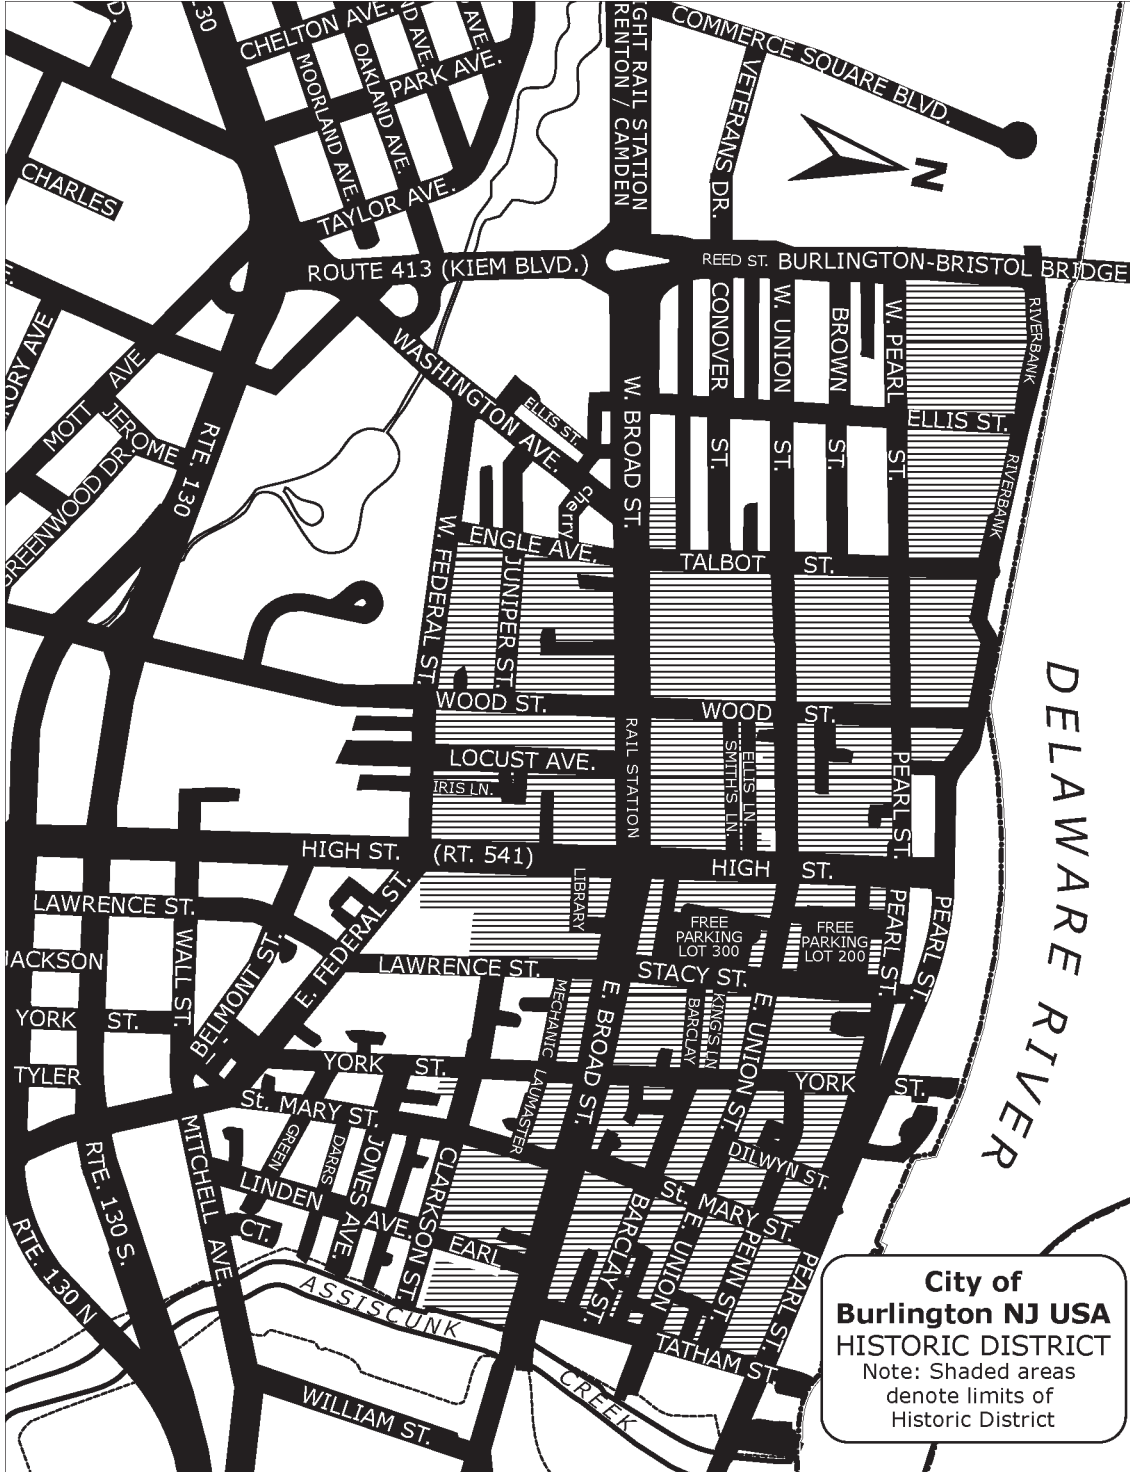 CHELTON AVE.
MOORLAND AVE.
OAKLAND AVE.
PARK AVE.
TAYLOR AVE.
CHARLES
130
COMMERCE SQUARE BLVD.
VETERANS DR.
N
ROUTE 413 (KIEM BLVD.)
REED ST.
BURLINGTON-BRISTOL BRIDGE
RIVERBANK
CONOVER
ST.
W. UNION
ST.
BROWN
ST.
W. PEARL
ST.
ELLIS ST.
RIVERBANK
WASHINGTON AVE.
ELLIS ST.
cherry
W. BROAD ST.
MOTT AVE
JEROME
GREENWOOD DR.
RTE. 130
W. FEDERAL ST.
ENGLE AVE.
JUNIPER ST.
TALBOT ST.
WOOD ST.
WOOD ST.
LOCUST AVE.
IRIS LN.
RAIL STATION
SMITH'S LN.
ELLIS LN.
PEARL ST.
DELAWARE RIVER
HIGH ST. (RT. 541)
HIGH ST.
LIBRARY
FREE
PARKING
LOT 300
FREE
PARKING
LOT 200
PEARL ST.
PEARL ST.
LAWRENCE ST.
WALL ST.
JACKSON
YORK ST.
TYLER
BELMONT ST.
E. FEDERAL ST.
LAWRENCE ST.
STACY ST.
MECHANIC
LAUMASTER
E. BROAD ST.
BARCLAY
KING'S LN
E. UNION ST.
YORK ST.
YORK ST.
St. MARY ST.
GREEN
DARRS
JONES AVE.
CLARKSON ST.
LINDEN AVE.
CT.
EARL
DILWYN ST.
St. MARY ST.
BARCLAY ST.
E. UNION
PENN ST.
PEARL ST.
TATHAM ST.
MITCHELL AVE.
RTE. 130 S.
RTE. 130 N
ASSISCUNK
CREEK
WILLIAM ST.
City of
Burlington NJ USA
HISTORIC DISTRICT
Note: Shaded areas
denote limits of
Historic District